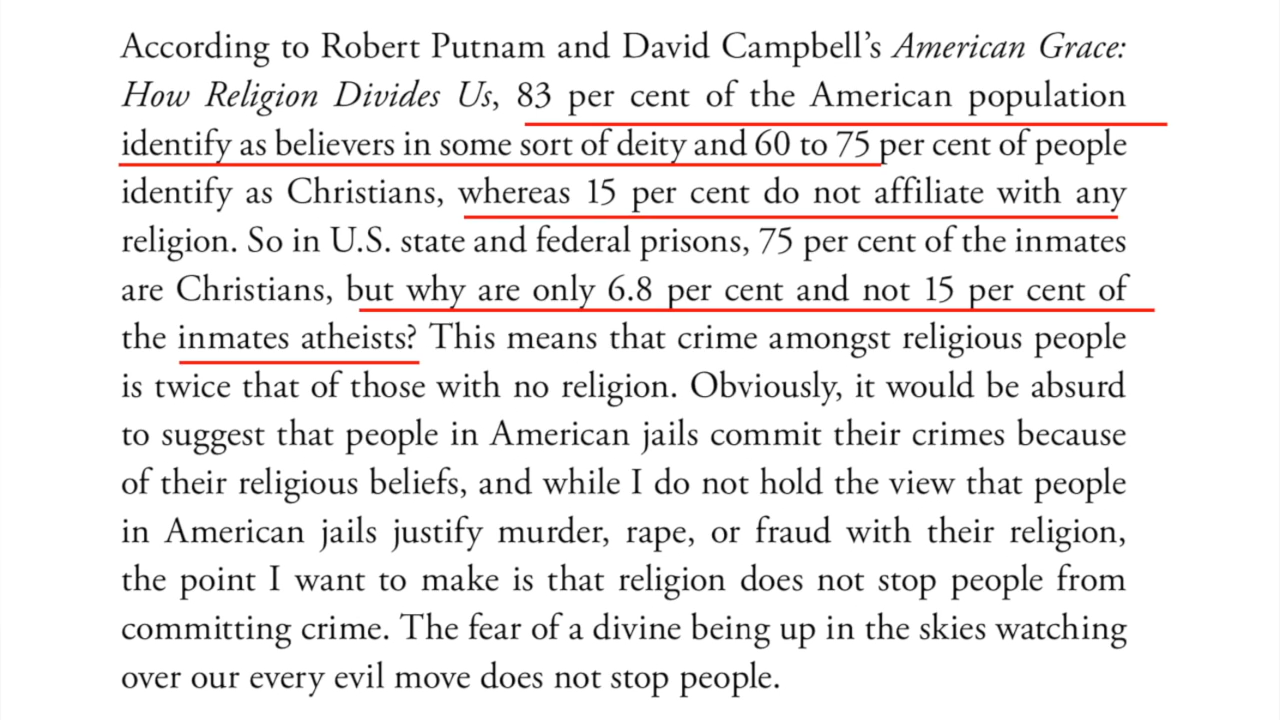 According to Robert Putnam and David Campbell’s American Grace:
How Religion Divides Us, 83 per cent of the American population
identify as believers in some sort of deity and 60 to 75 per cent of people
identify as Christians, whereas 15 per cent do not affiliate with any
religion. So in U.S. state and federal prisons, 75 per cent of the inmates
are Christians, but why are only 6.8 per cent and not 15 per cent of
the inmates atheists? This means that crime amongst religious people
is twice that of those with no religion. Obviously, it would be absurd
to suggest that people in American jails commit their crimes because
of their religious beliefs, and while I do not hold the view that people
in American jails justify murder, rape, or fraud with their religion,
the point I want to make is that religion does not stop people from
committing crime. The fear of a divine being up in the skies watching
over our every evil move does not stop people.